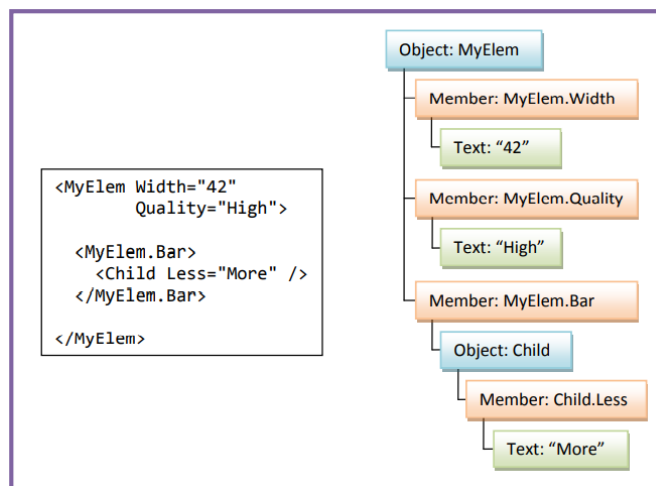 <MyElem Width="42"
Quality="High">
<MyElem.Bar>
<Child Less="More" />
</MyElem.Bar>
</MyElem>
Object: MyElem
Member: MyElem.Width
Text: “42”
Member: MyElem.Quality
Text: “High”
Member: MyElem.Bar
Object: Child
Member: Child.Less
Text: “More”